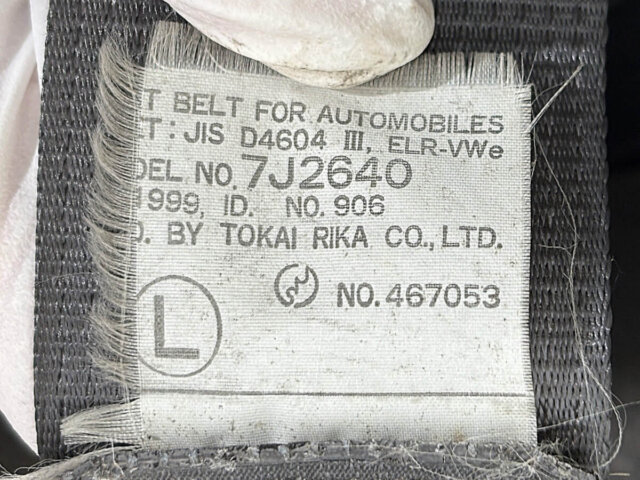 T BELT FOR AUTOMOBILES
T: JIS D4604 III, ELR-VWe
DEL NO. 7J2640
1999, ID. NO. 906
D. BY TOKAI RIKA CO., LTD.
NO. 467053
L